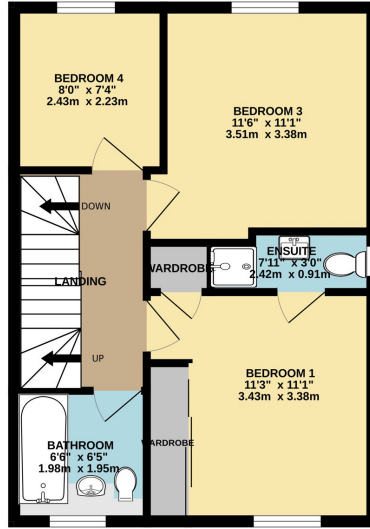 BEDROOM 4
8'0" x 7'4"
2.43m x 2.23m
BEDROOM 3
11'6" x 11'1"
3.51m x 3.38m
DOWN
WARDROBE
ENSUITE
7'11" x 3'0"
2.42m x 0.91m
LANDING
UP
BEDROOM 1
11'3" x 11'1"
3.43m x 3.38m
BATHROOM
6'6" x 6'5"
1.98m x 1.95m
WARDROBE